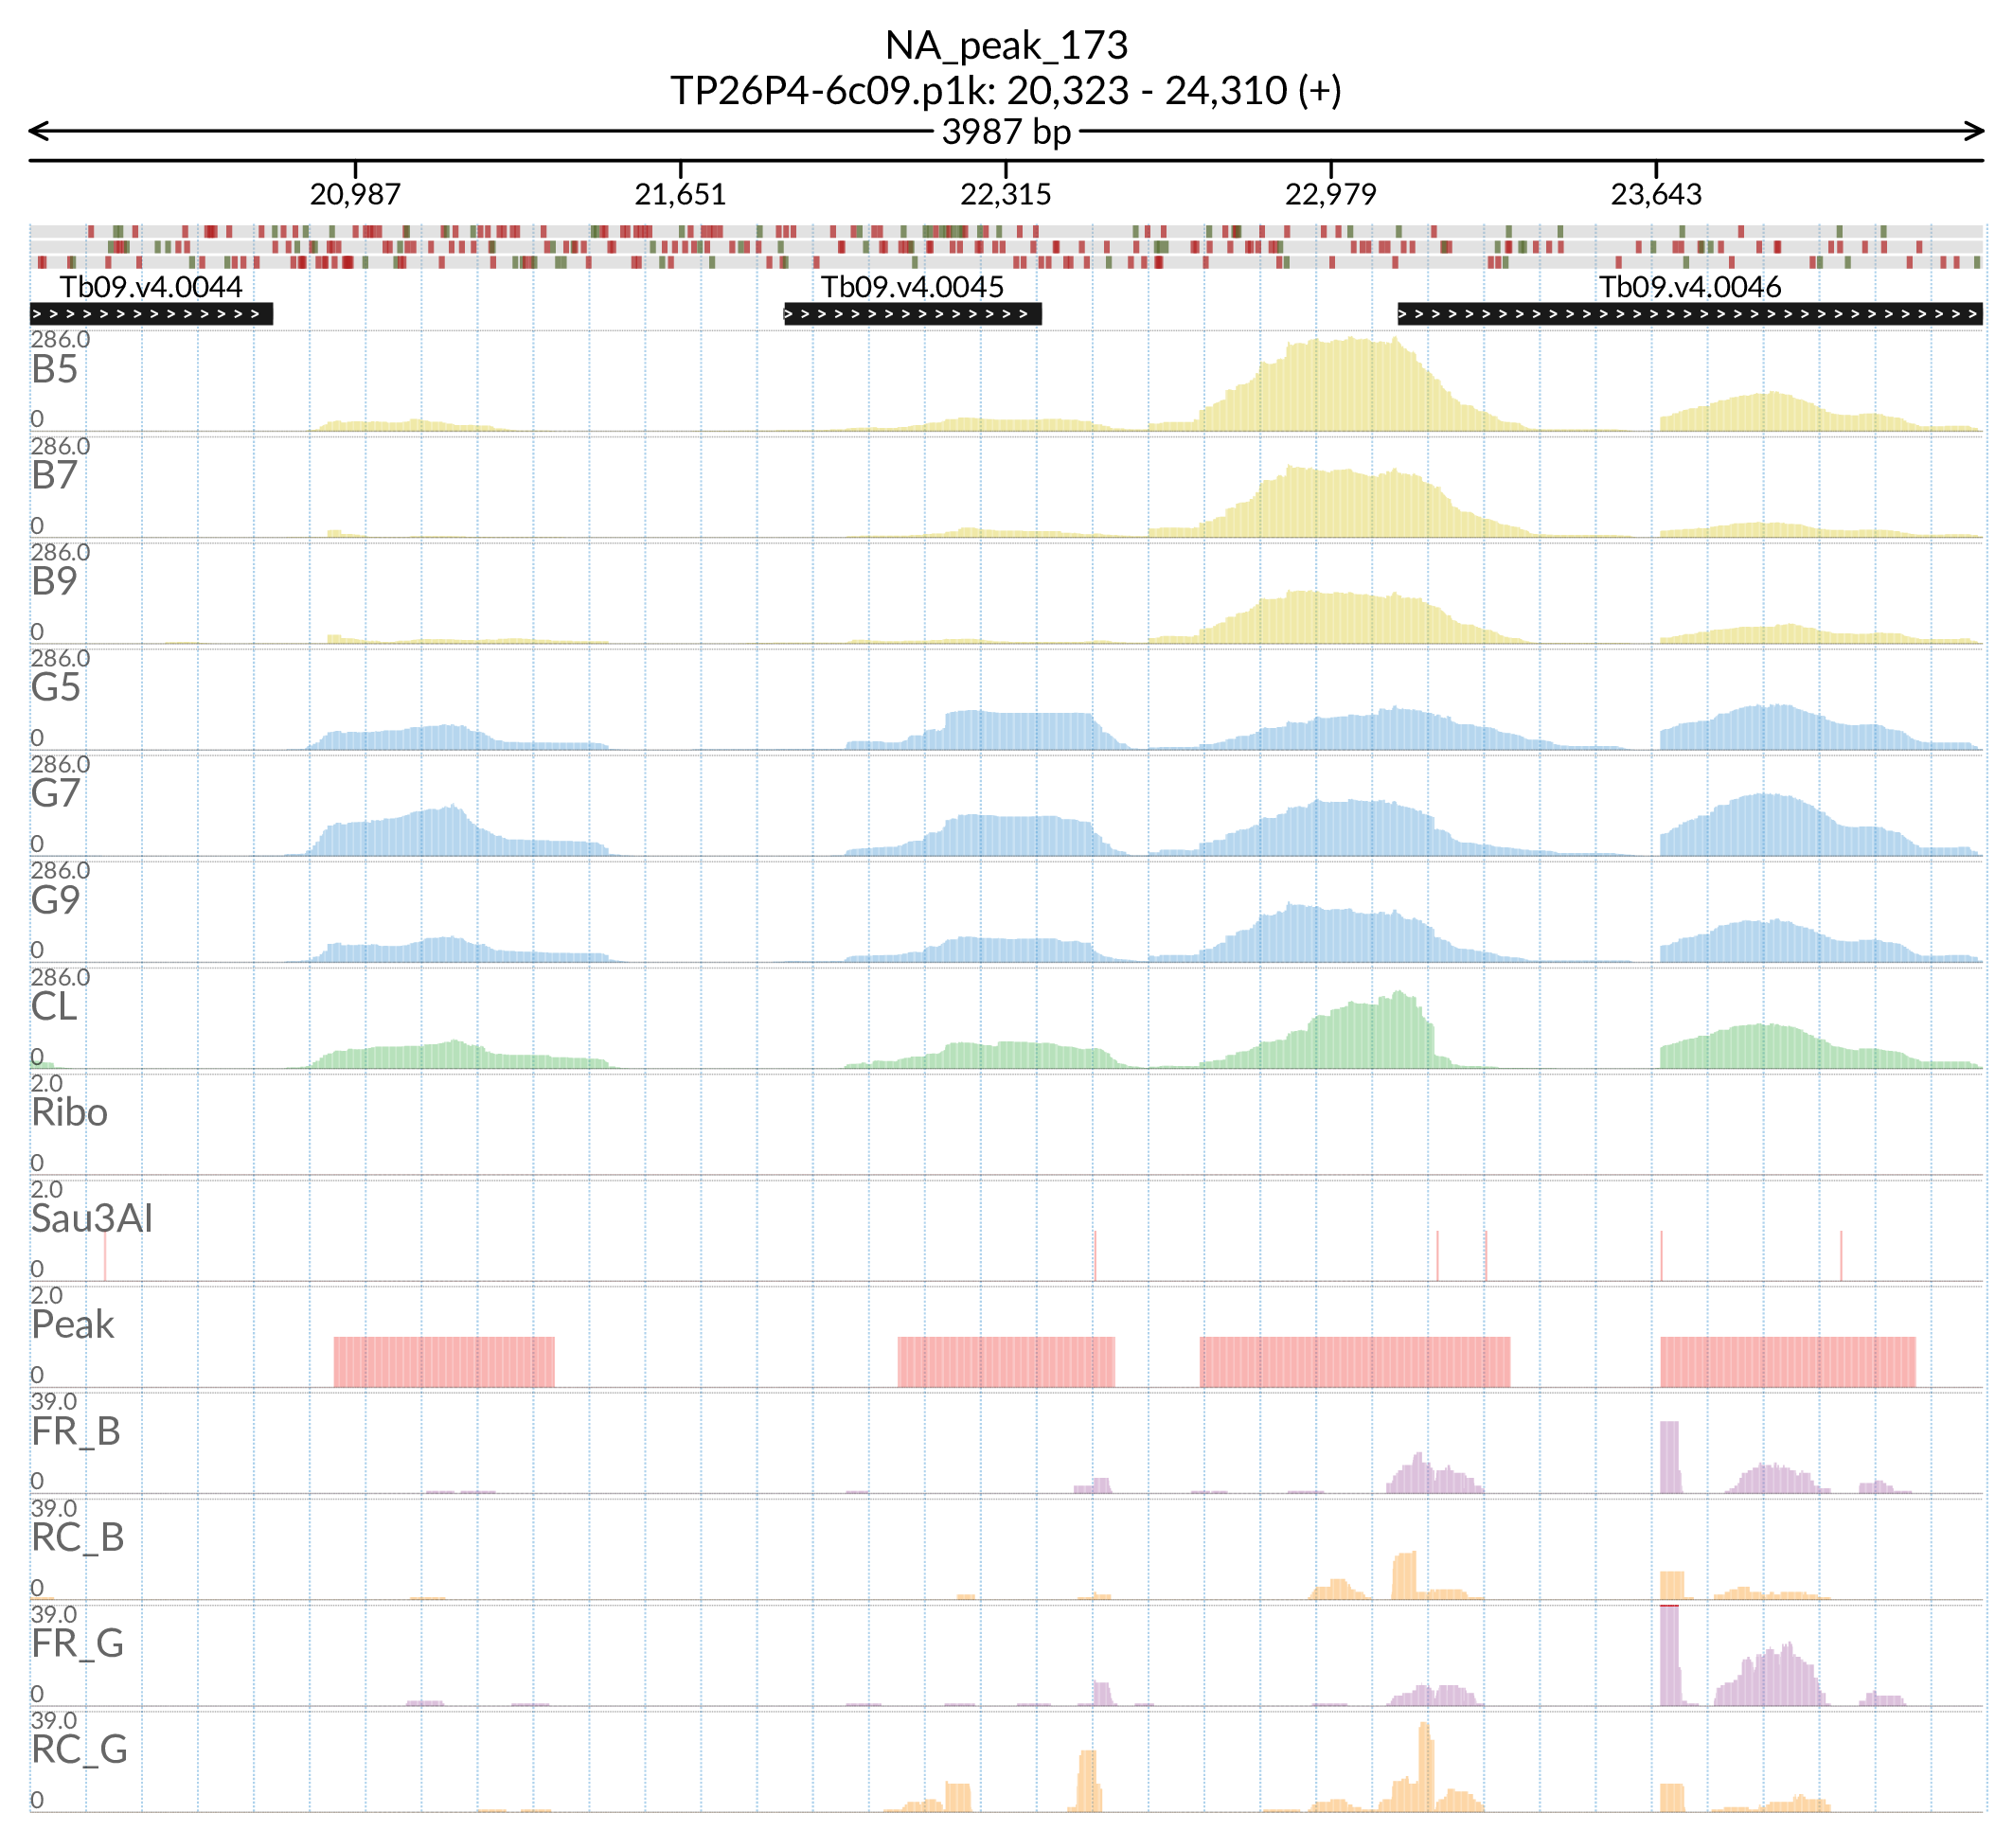 NA_peak_173
TP26P4-6c09.p1k: 20,323 - 24,310 (+)
3987 bp
20,987 21,651 22,315 22,979 23,643
Tb09.v4.0044 Tb09.v4.0045 Tb09.v4.0046
286.0
B5
0
286.0
B7
0
286.0
B9
0
286.0
G5
0
286.0
G7
0
286.0
G9
0
286.0
CL
0
2.0
Ribo
0
2.0
Sau3AI
0
2.0
Peak
0
39.0
FR_B
0
39.0
RC_B
0
39.0
FR_G
0
39.0
RC_G
0